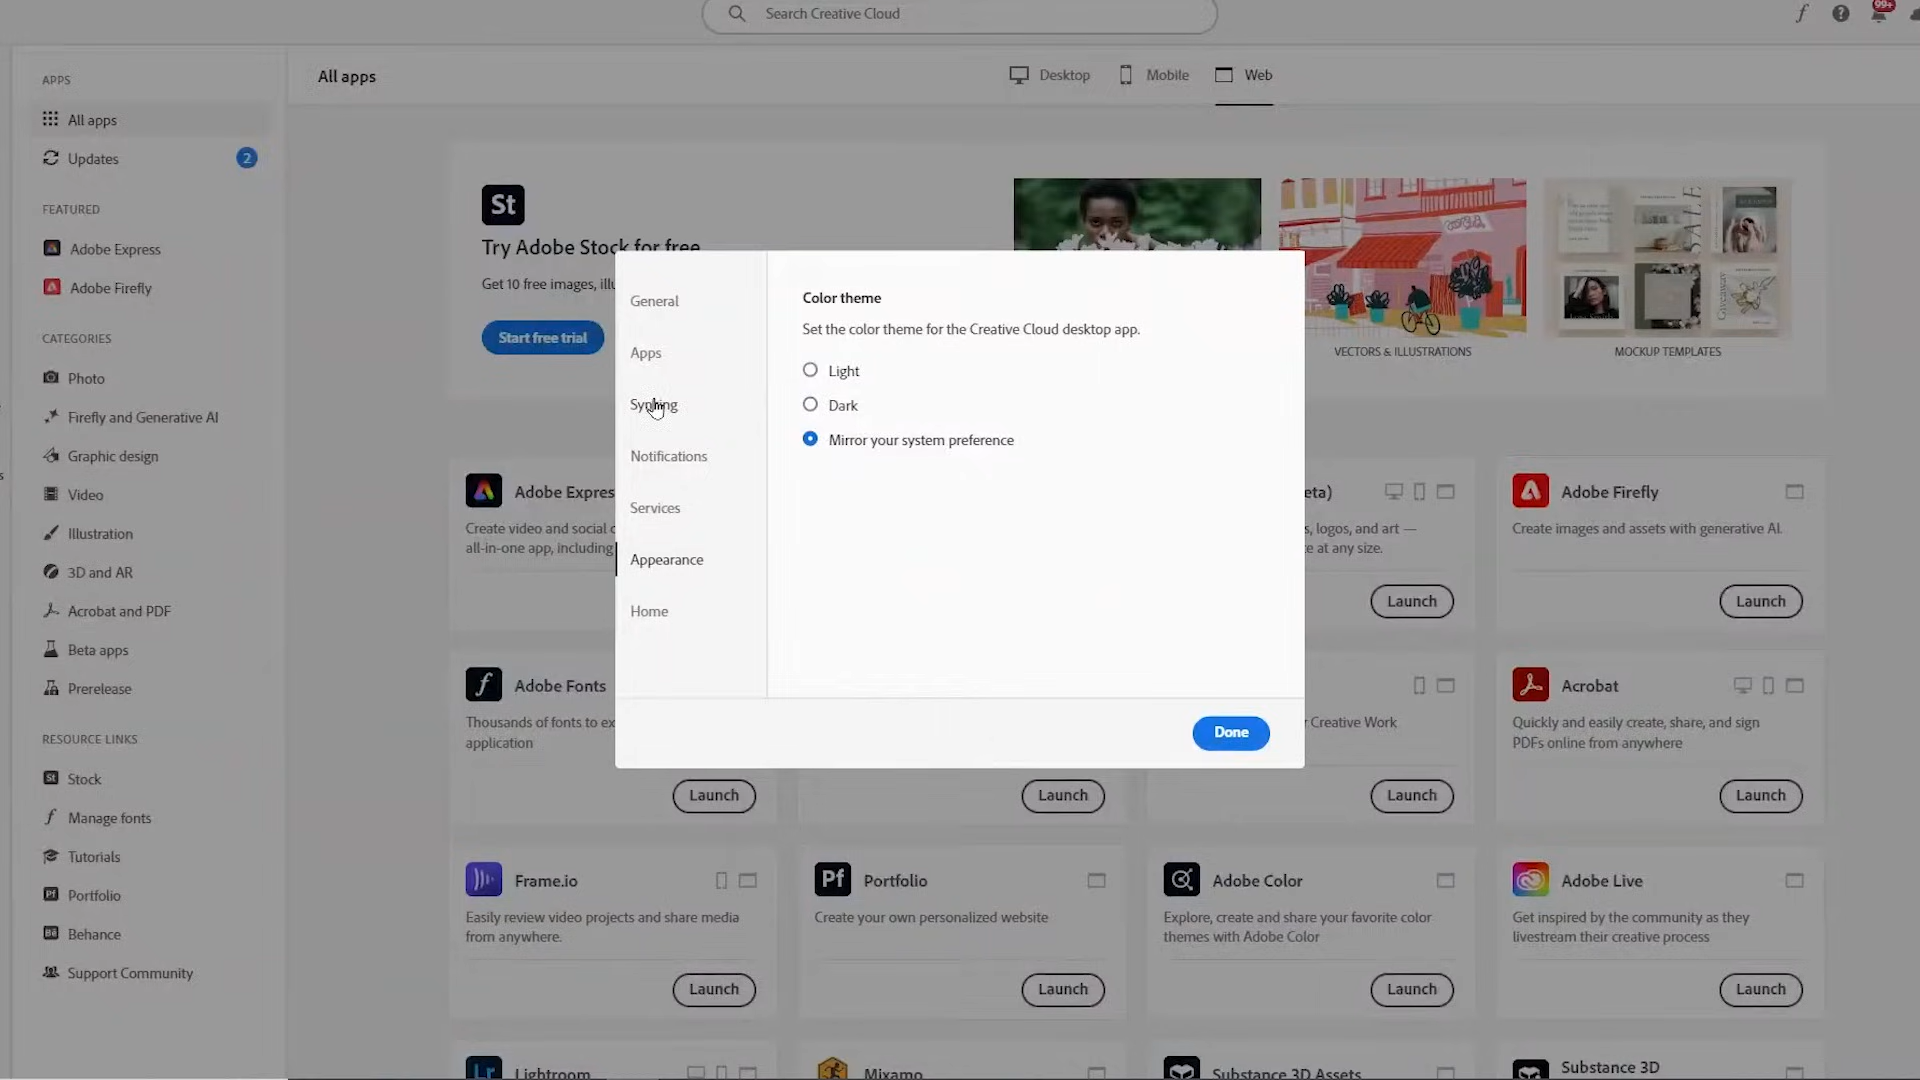 Search Creative Cloud
99+
APPS
All apps
Updates
2
FEATURED
Adobe Express
Adobe Firefly
CATEGORIES
Photo
Firefly and Generative AI
Graphic design
Video
Illustration
3D and AR
Acrobat and PDF
Beta apps
Prerelease
RESOURCE LINKS
Stock
Manage fonts
Tutorials
Portfolio
Behance
Support Community
All apps
Desktop
Mobile
Web
St
Try Adobe Stock for free
Get 10 free images,
Start free trial
VECTORS & ILLUSTRATIONS
MOCKUP TEMPLATES
General
Apps
Syncing
Notifications
Services
Appearance
Home
Color theme
Set the color theme for the Creative Cloud desktop app.
Light
Dark
Mirror your system preference
Done
Adobe Expres
Create video and social
all-in-one app, including
eta)
s, logos, and art —
e at any size.
Launch
Adobe Firefly
Create images and assets with generative AI.
Launch
Adobe Fonts
Thousands of fonts to ex
application
Launch
Launch
Creative Work
Launch
Acrobat
Quickly and easily create, share, and sign
PDFs online from anywhere
Launch
Frame.io
Easily review video projects and share media
from anywhere.
Launch
Pf
Portfolio
Create your own personalized website
Launch
Adobe Color
Explore, create and share your favorite color
themes with Adobe Color
Launch
Adobe Live
Get inspired by the community as they
livestream their creative process
Launch
Lr
Lightroom
Mixamo
Substance 3D Assets
Substance 3D